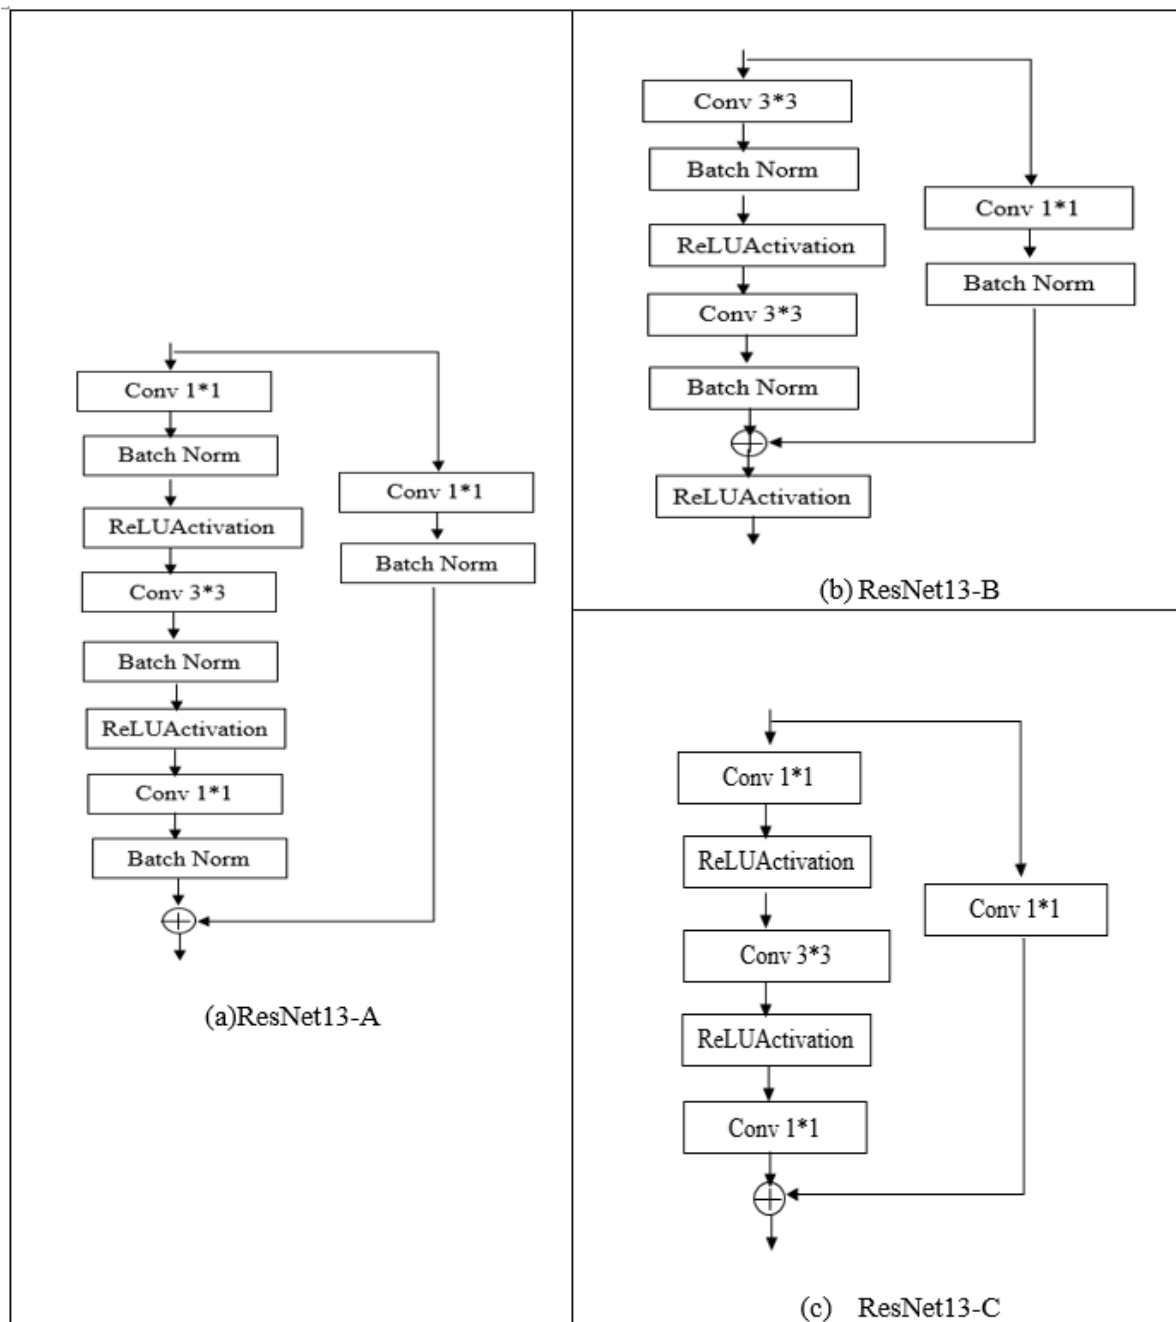 Conv 1*1
Batch Norm
ReLUActivation
Conv 3*3
Batch Norm
ReLUActivation
Conv 1*1
Batch Norm
Conv 1*1
Batch Norm
(a)ResNet13-A
Conv 3*3
Batch Norm
ReLUActivation
Conv 3*3
Batch Norm
ReLUActivation
Conv 1*1
Batch Norm
(b) ResNet13-B
Conv 1*1
ReLUActivation
Conv 3*3
ReLUActivation
Conv 1*1
Conv 1*1
(c) ResNet13-C